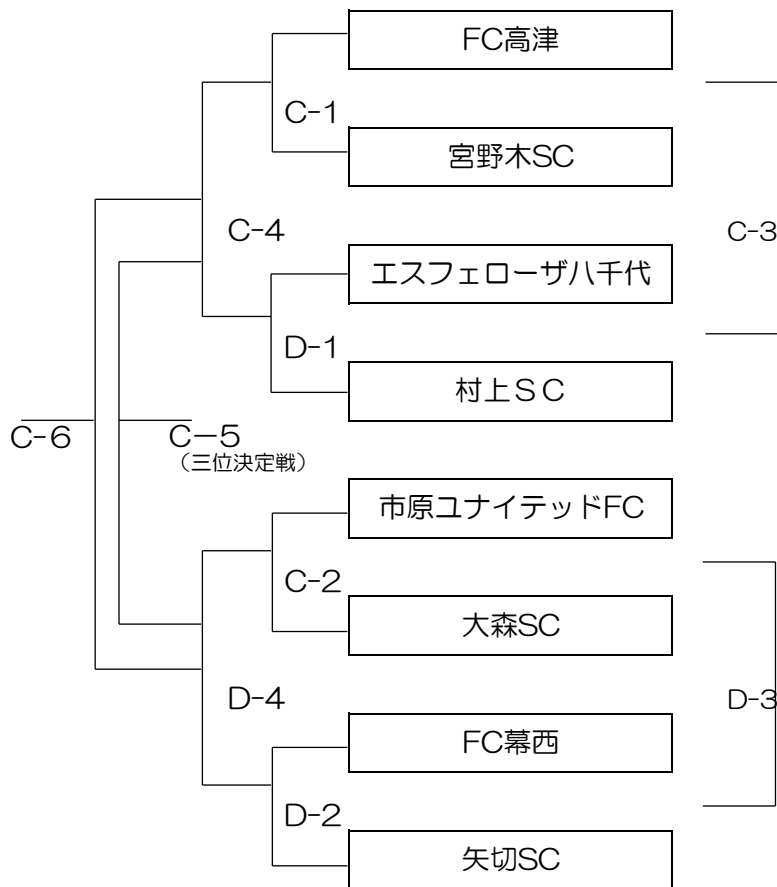 FC高津
C-1
宮野木SC
C-4
C-3
エスフェローザ八千代
D-1
村上ＳＣ
C-6
C－5
（三位決定戦）
市原ユナイテッドFC
C-2
大森SC
D-4
D-3
FC幕西
D-2
矢切SC